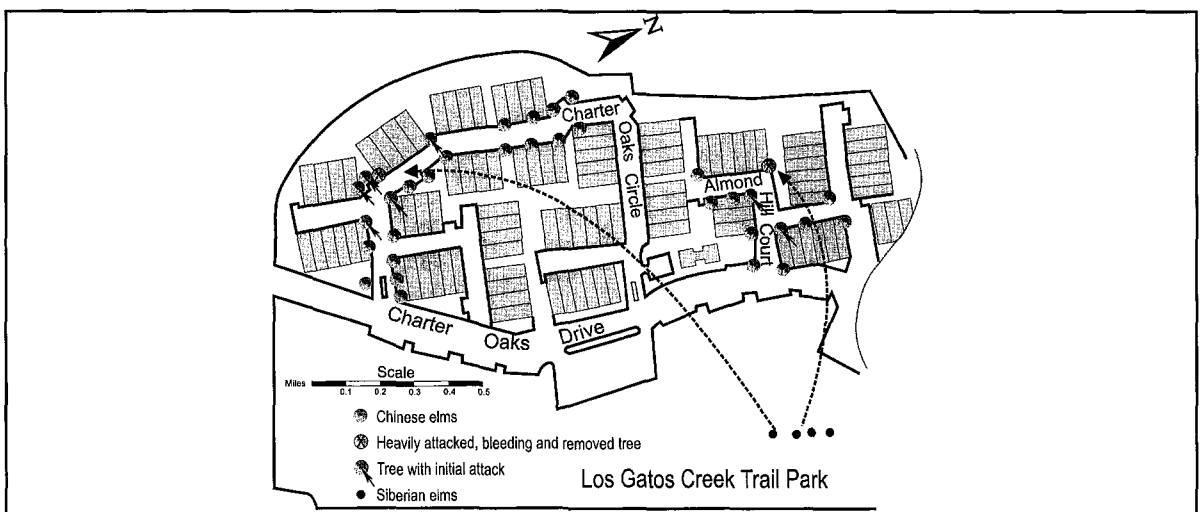 N
Charter
Oaks Circle
Almond
Hill Court
Charter Oaks Drive
Scale
Miles 0.1 0.2 0.3 0.4 0.5
Chinese elms
Heavily attacked, bleeding and removed tree
Tree with initial attack
Siberian elms
Los Gatos Creek Trail Park